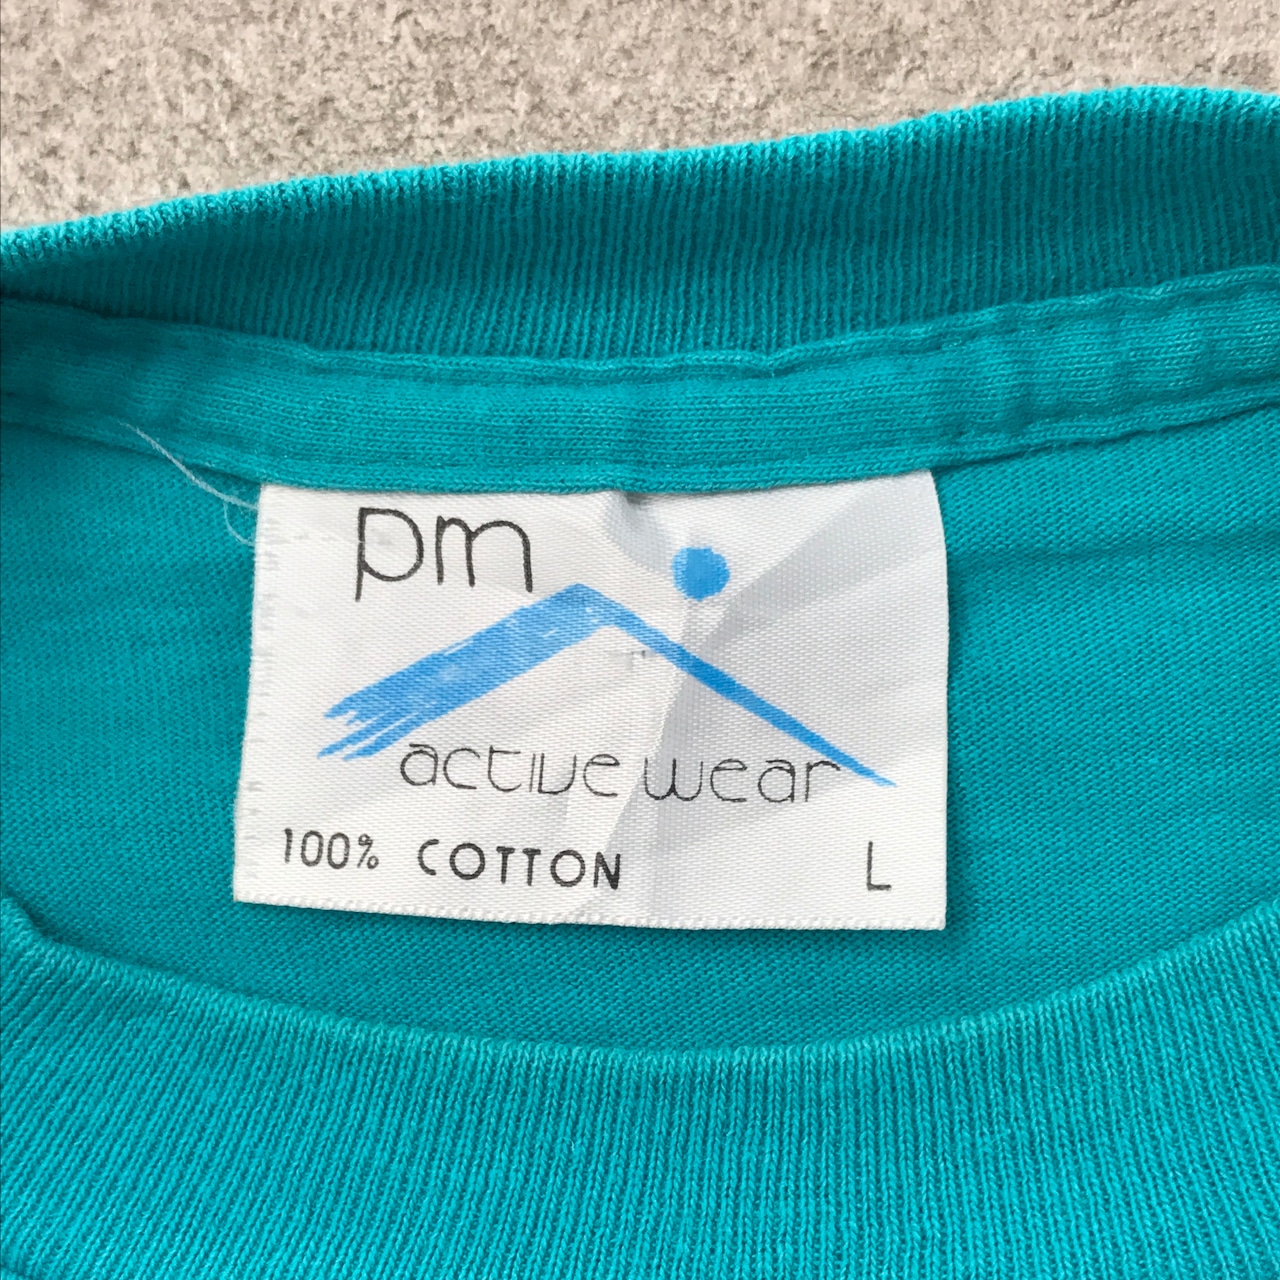 pm
active wear
100% COTTON L